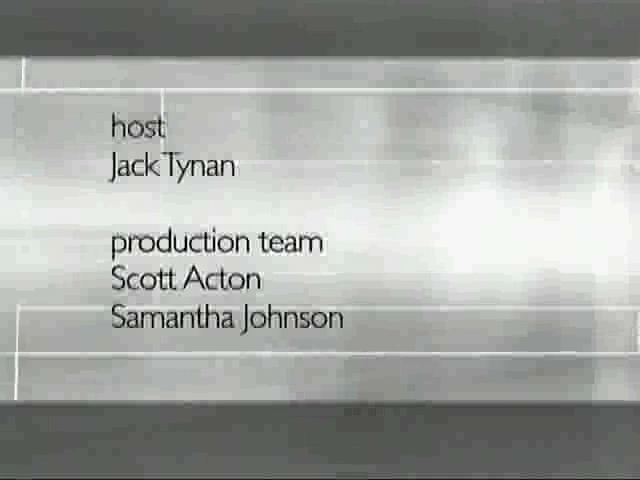 host
Jack Tynan
production team
Scott Acton
Samantha Johnson